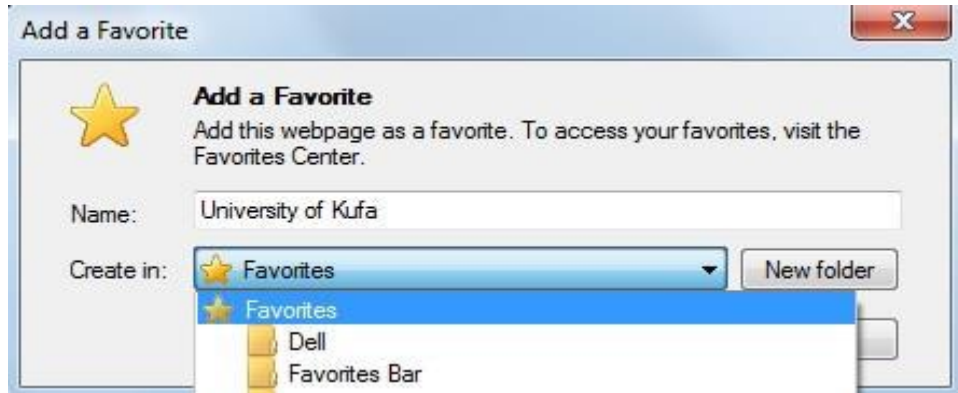 Add a Favorite
Add a Favorite
Add this webpage as a favorite. To access your favorites, visit the
Favorites Center.
Name: University of Kufa
Create in: Favorites New folder
Favorites
Dell
Favorites Bar